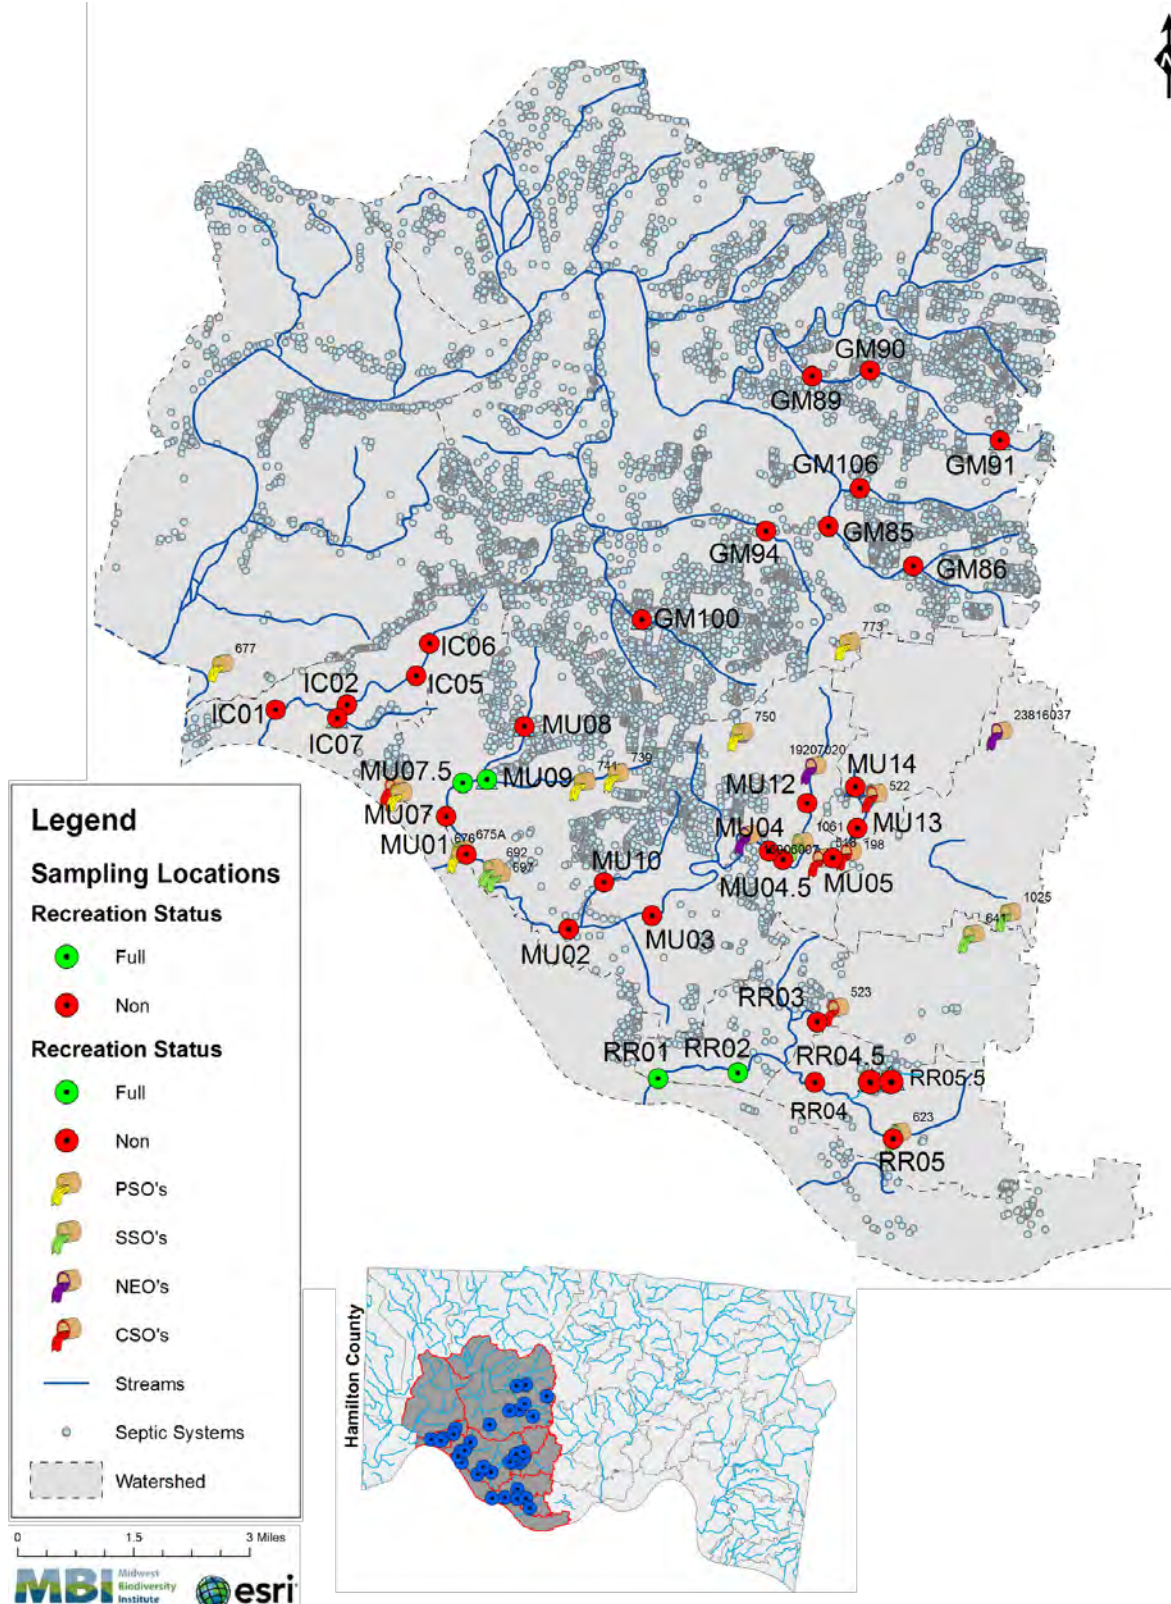 N
GM90
GM89
GM91
GM106
GM85
GM94
GM86
GM100
773
677
IC06
IC02
IC05
IC01
IC07
MU08
750
23816037
19207020
739
741
MU09
MU07.5
MU14
MU12
522
MU07
MU04
MU13
1061
MU01
676
675A
198
692
697
MU10
MU04.5
MU05
1025
641
MU03
MU02
RR03
523
RR01
RR02
RR04.5
RR05.5
RR04
623
RR05
Legend
Sampling Locations
Recreation Status
Full
Non
Recreation Status
Full
Non
PSO's
SSO's
NEO's
CSO's
Streams
Septic Systems
Watershed
0 1.5 3 Miles
MBI Midwest
Biodiversity
Institute
esri
Hamilton County